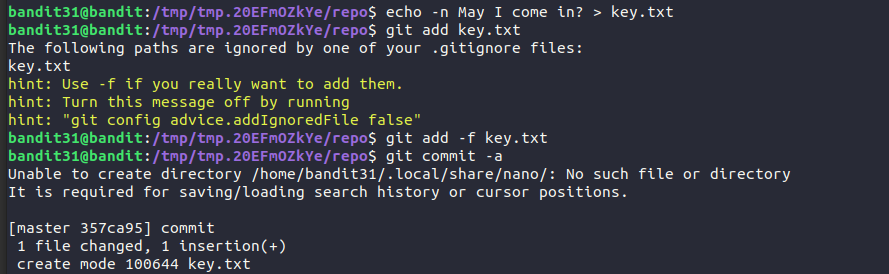 bandit31@bandit:/tmp/tmp.20EFmOZkYe/repo$ echo -n May I come in? > key.txt
bandit31@bandit:/tmp/tmp.20EFmOZkYe/repo$ git add key.txt
The following paths are ignored by one of your .gitignore files:
key.txt
hint: Use -f if you really want to add them.
hint: Turn this message off by running
hint: "git config advice.addIgnoredFile false"
bandit31@bandit:/tmp/tmp.20EFmOZkYe/repo$ git add -f key.txt
bandit31@bandit:/tmp/tmp.20EFmOZkYe/repo$ git commit -a
Unable to create directory /home/bandit31/.local/share/nano/: No such file or directory
It is required for saving/loading search history or cursor positions.
[master 357ca95] commit
 1 file changed, 1 insertion(+)
 create mode 100644 key.txt